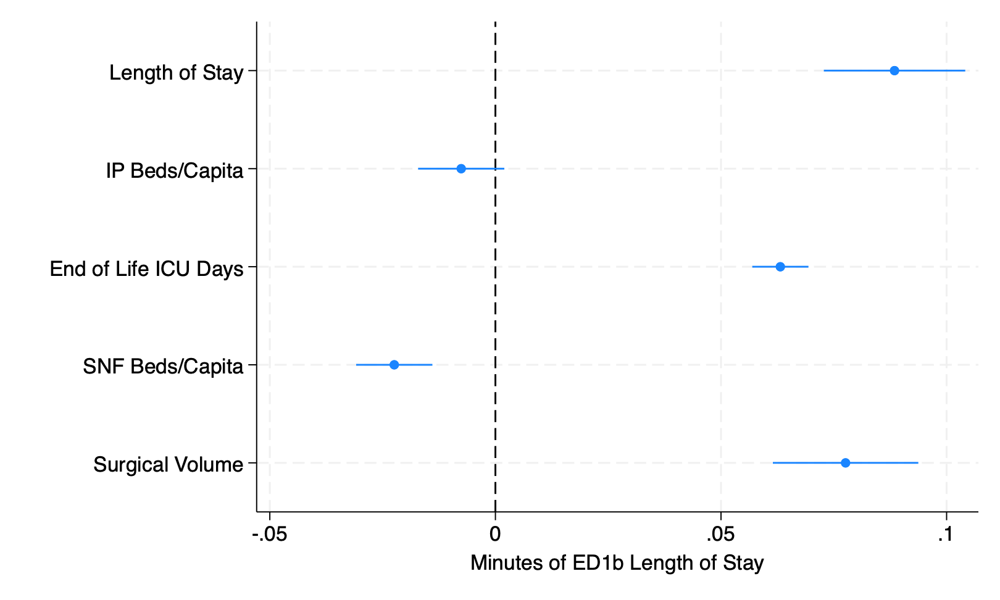 Length of Stay
IP Beds/Capita
End of Life ICU Days
SNF Beds/Capita
Surgical Volume
-.05 0 .05 .1
Minutes of ED1b Length of Stay